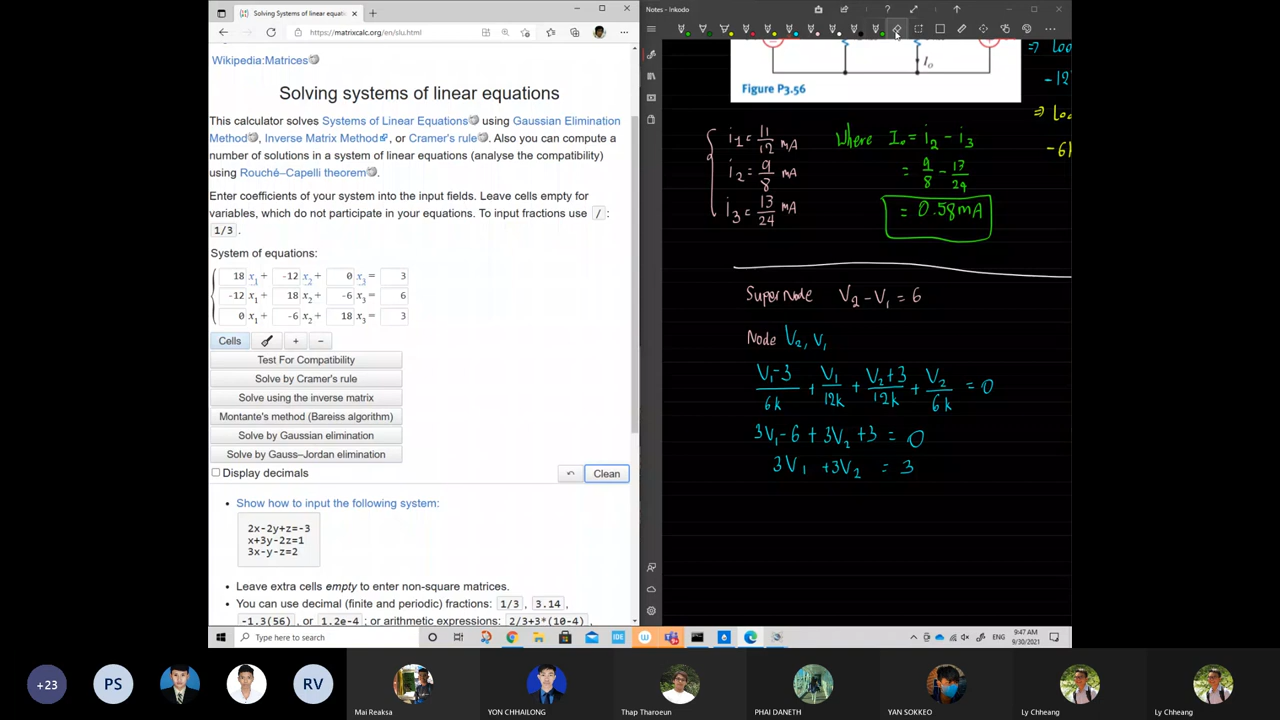 Solving Systems of linear equatio
https://matrixcalc.org/en/slu.html
Wikipedia:Matrices
Solving systems of linear equations
This calculator solves Systems of Linear Equations using Gaussian Elimination
Method, Inverse Matrix Method, or Cramer's rule. Also you can compute a
number of solutions in a system of linear equations (analyse the compatibility)
using Rouché–Capelli theorem.
Enter coefficients of your system into the input fields. Leave cells empty for
variables, which do not participate in your equations. To input fractions use / :
1/3 .
System of equations:
18 x1 + -12 x2 + 0 x3 = 3
-12 x1 + 18 x2 + -6 x3 = 6
0 x1 + -6 x2 + 18 x3 = 3
Cells + −
Test For Compatibility
Solve by Cramer's rule
Solve using the inverse matrix
Montante's method (Bareiss algorithm)
Solve by Gaussian elimination
Solve by Gauss–Jordan elimination
Display decimals
Clean
Show how to input the following system:
2x-2y+z=-3
x+3y-2z=1
3x-y-z=2
Leave extra cells empty to enter non-square matrices.
You can use decimal (finite and periodic) fractions: 1/3 , 3.14 ,
-1.3(56) , or 1.2e-4 ; or arithmetic expressions: 2/3+3*(10-4) ,
Notes - Inkodo
Io
Figure P3.56
i1 = 11/12 mA
i2 = 9/8 mA
i3 = 13/24 mA
Where Io = i2 - i3
= 9/8 - 13/24
= 0.58mA
⇒ loo
-12
⇒ loo
-6k
Supernode V2 - V1 = 6
Node V2, V1
(V1-3)/6k + V1/12k + (V2+3)/12k + V2/6k = 0
3V1 - 6 + 3V2 + 3 = 0
3V1 + 3V2 = 3
Type here to search
IDE
ENG
9:47 AM
9/30/2021
+23
PS
RV
Mai Reaksa
YON CHHAILONG
Thap Tharoeun
PHAI DANETH
YAN SOKKEO
Ly Chheang
Ly Chheang